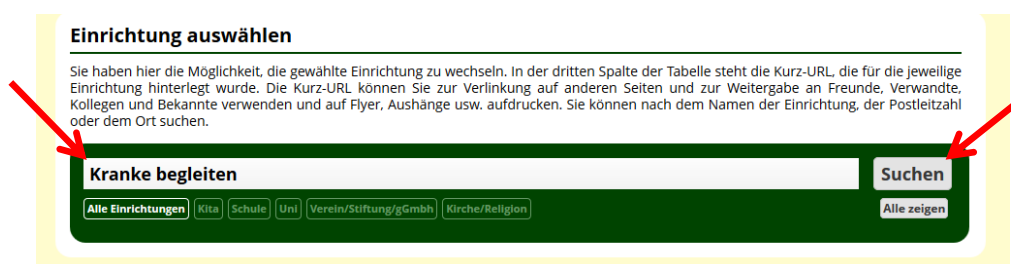 Einrichtung auswählen
Sie haben hier die Möglichkeit, die gewählte Einrichtung zu wechseln. In der dritten Spalte der Tabelle steht die Kurz-URL, die für die jeweilige
Einrichtung hinterlegt wurde. Die Kurz-URL können Sie zur Verlinkung auf anderen Seiten und zur Weitergabe an Freunde, Verwandte,
Kollegen und Bekannte verwenden und auf Flyer, Aushänge usw. aufdrucken. Sie können nach dem Namen der Einrichtung, der Postleitzahl
oder dem Ort suchen.
Kranke begleiten Suchen
Alle Einrichtungen Kita Schule Uni Verein/Stiftung/gGmbh Kirche/Religion Alle zeigen